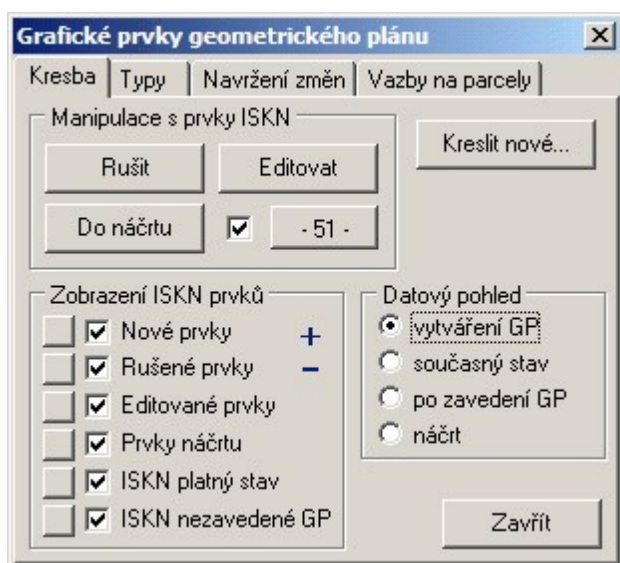 Grafické prvky geometrického plánu
Kresba Typy Navržení změn Vazby na parcely
Manipulace s prvky ISKN
Rušit Editovat
Kreslit nové...
Do náčrtu - 51 -
Zobrazení ISKN prvků
Nové prvky +
Rušené prvky –
Editované prvky
Prvky náčrtu
ISKN platný stav
ISKN nezavedené GP
Datový pohled
vytváření GP
současný stav
po zavedení GP
náčrt
Zavřít